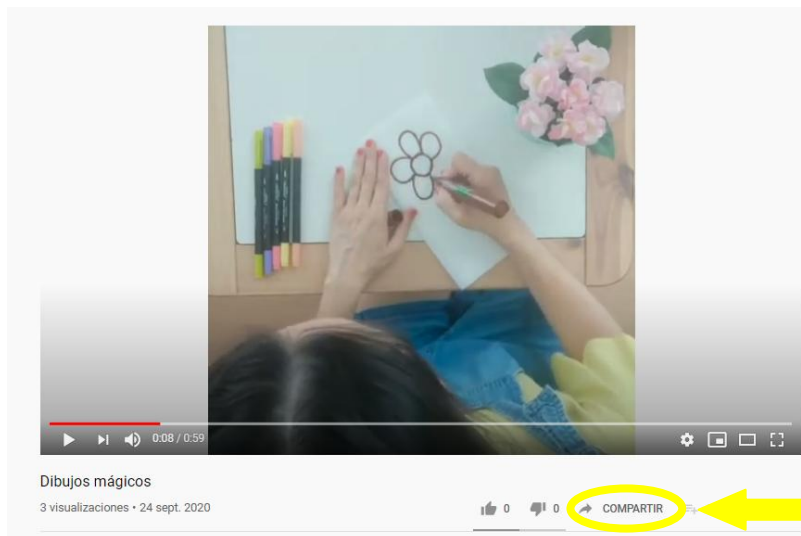 0:08 / 0:59
Dibujos mágicos
3 visualizaciones • 24 sept. 2020
0
0
COMPARTIR